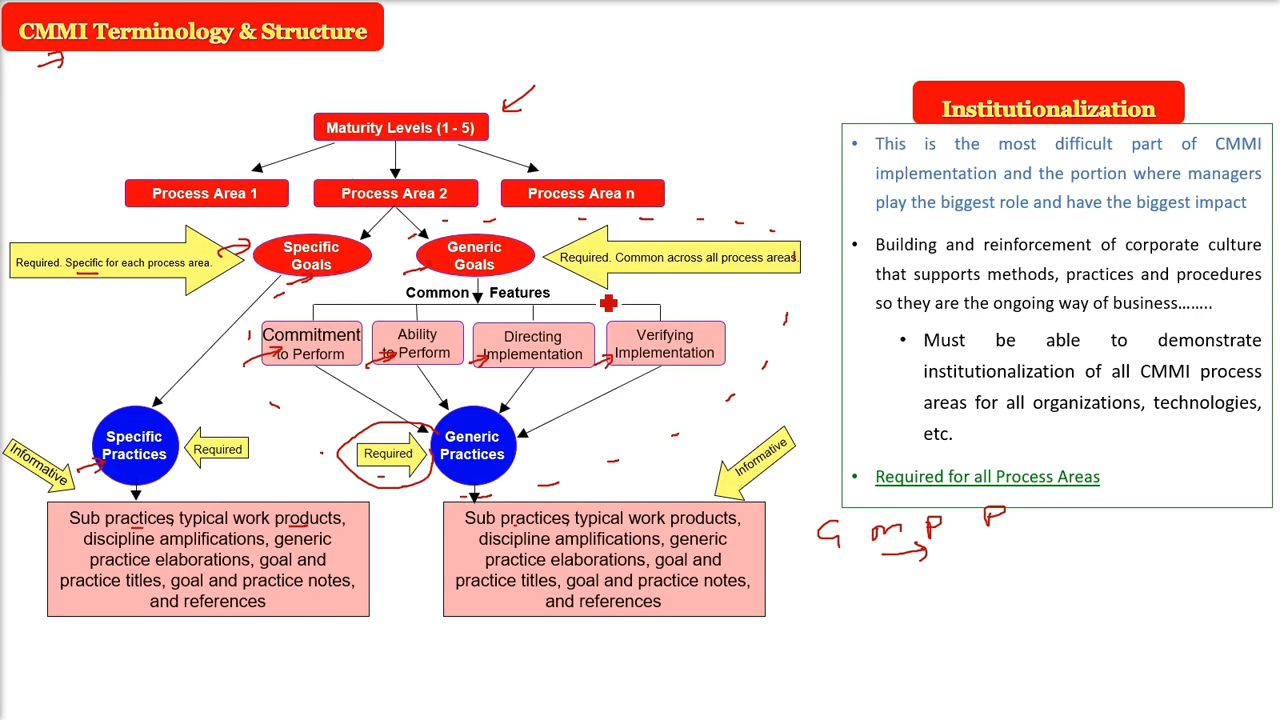 CMMI Terminology & Structure
Maturity Levels (1 - 5)
Process Area 1
Process Area 2
Process Area n
Required. Specific for each process area.
Specific
Goals
Generic
Goals
Required. Common across all process areas.
Common Features
Commitment
to Perform
Ability
to Perform
Directing
Implementation
Verifying
Implementation
Informative
Specific
Practices
Required
Required
Generic
Practices
Informative
Sub practices, typical work products,
discipline amplifications, generic
practice elaborations, goal and
practice titles, goal and practice notes,
and references
Sub practices, typical work products,
discipline amplifications, generic
practice elaborations, goal and
practice titles, goal and practice notes,
and references
Institutionalization
• This is the most difficult part of CMMI
implementation and the portion where managers
play the biggest role and have the biggest impact
• Building and reinforcement of corporate culture
that supports methods, practices and procedures
so they are the ongoing way of business........
• Must be able to demonstrate
institutionalization of all CMMI process
areas for all organizations, technologies,
etc.
• Required for all Process Areas
G P P